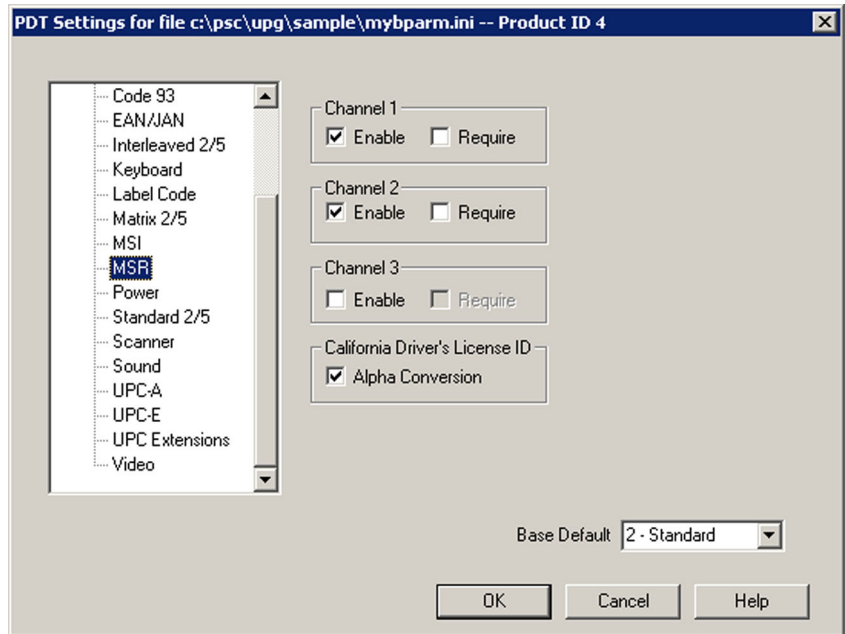 PDT Settings for file c:\psc\upg\sample\mybparm.ini -- Product ID 4
Code 93
EAN/JAN
Interleaved 2/5
Keyboard
Label Code
Matrix 2/5
MSI
MSR
Power
Standard 2/5
Scanner
Sound
UPC-A
UPC-E
UPC Extensions
Video
Channel 1
Enable Require
Channel 2
Enable Require
Channel 3
Enable Require
California Driver's License ID
Alpha Conversion
Base Default 2 - Standard
OK Cancel Help